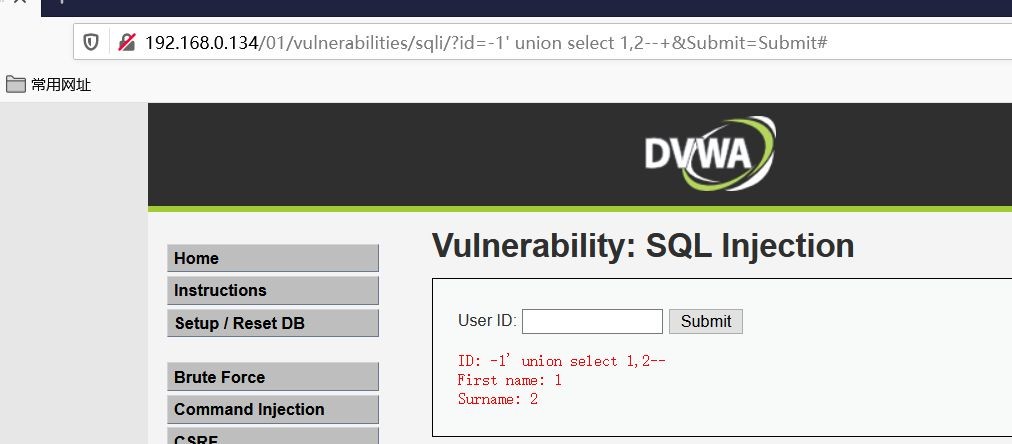 192.168.0.134/01/vulnerabilities/sqli/?id=-1' union select 1,2--+&Submit=Submit#
常用网址
DVWA
Vulnerability: SQL Injection
Home
Instructions
Setup / Reset DB
User ID:
Submit
ID: -1' union select 1,2--
First name: 1
Surname: 2
Brute Force
Command Injection
CSRF